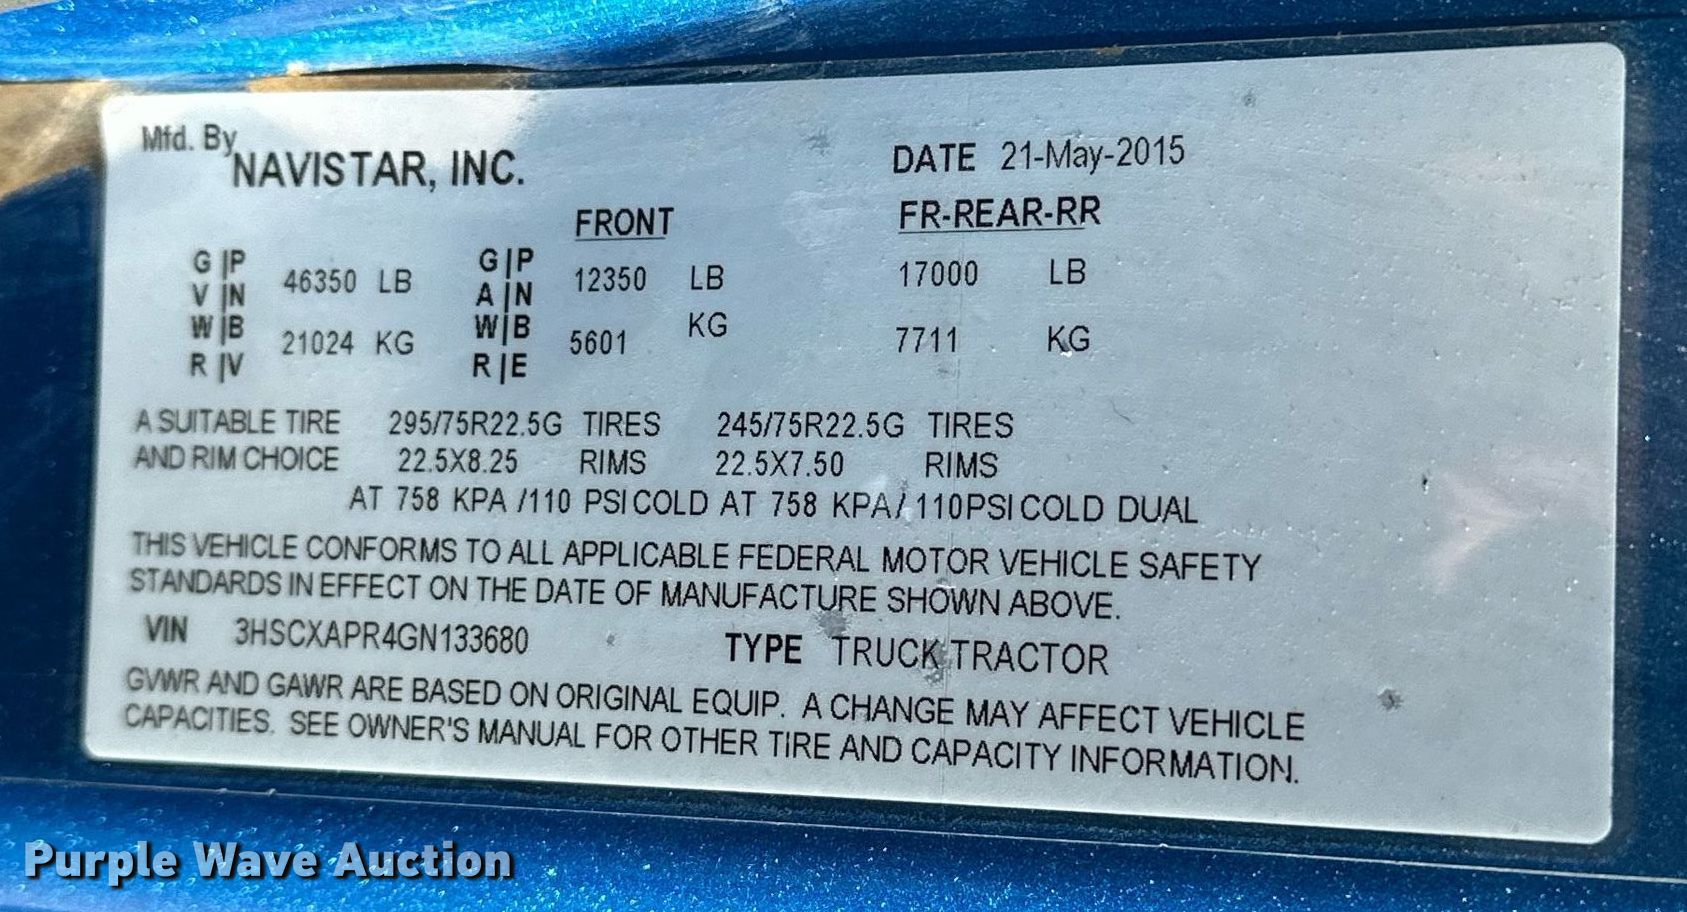 Mfd. By
NAVISTAR, INC.
DATE 21-May-2015
FRONT
FR-REAR-RR
G|P
V|N
W|B
R|V
46350 LB
21024 KG
G|P
A|N
W|B
R|E
12350 LB
5601 KG
17000 LB
7711 KG
A SUITABLE TIRE 295/75R22.5G TIRES 245/75R22.5G TIRES
AND RIM CHOICE 22.5X8.25 RIMS 22.5X7.50 RIMS
AT 758 KPA /110 PSI COLD AT 758 KPA/ 110PSI COLD DUAL
THIS VEHICLE CONFORMS TO ALL APPLICABLE FEDERAL MOTOR VEHICLE SAFETY
STANDARDS IN EFFECT ON THE DATE OF MANUFACTURE SHOWN ABOVE.
VIN 3HSCXAPR4GN133680 TYPE TRUCK TRACTOR
GVWR AND GAWR ARE BASED ON ORIGINAL EQUIP. A CHANGE MAY AFFECT VEHICLE
CAPACITIES. SEE OWNER'S MANUAL FOR OTHER TIRE AND CAPACITY INFORMATION.
Purple Wave Auction